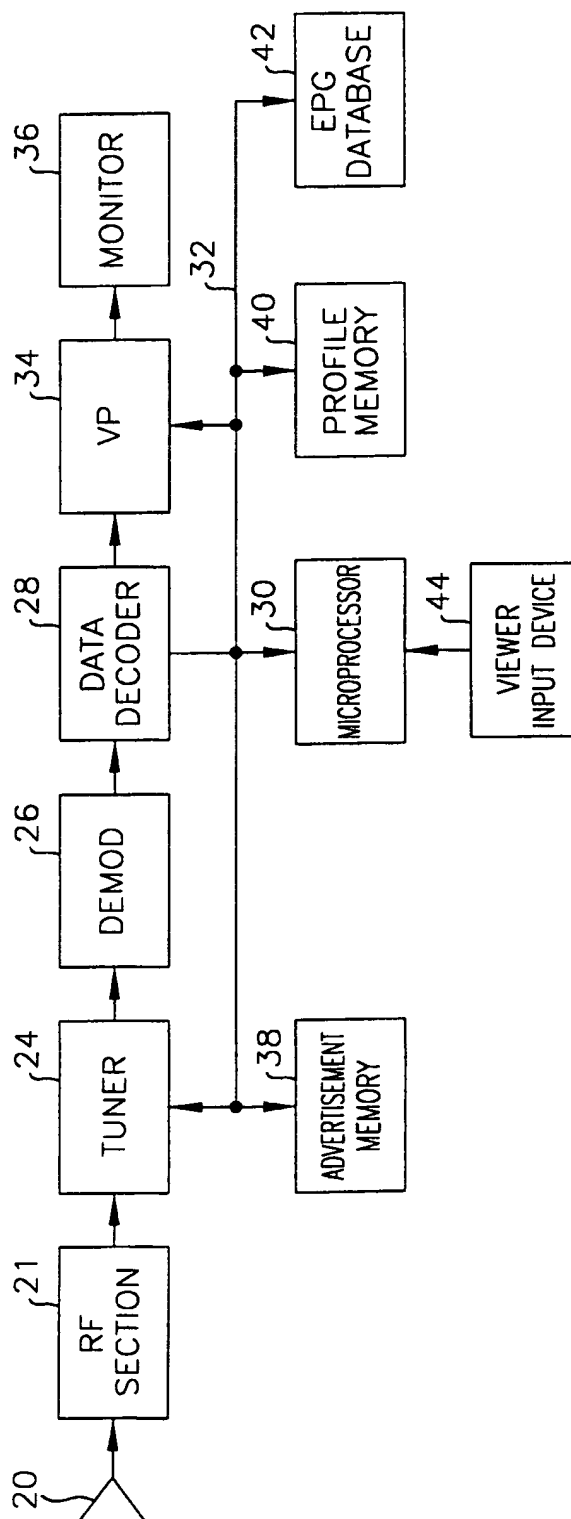 20
21
RF
SECTION
24
TUNER
26
DEMOD
28
DATA
DECODER
34
VP
36
MONITOR
32
38
ADVERTISEMENT
MEMORY
30
MICROPROCESSOR
40
PROFILE
MEMORY
42
EPG
DATABASE
44
VIEWER
INPUT DEVICE